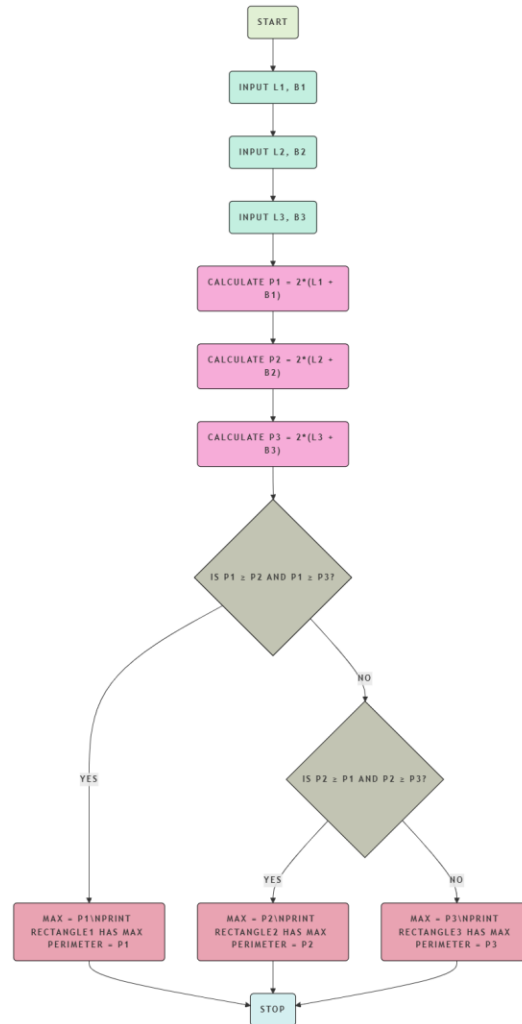 START
INPUT L1, B1
INPUT L2, B2
INPUT L3, B3
CALCULATE P1 = 2*(L1 +
B1)
CALCULATE P2 = 2*(L2 +
B2)
CALCULATE P3 = 2*(L3 +
B3)
IS P1 ≥ P2 AND P1 ≥ P3?
NO
YES
IS P2 ≥ P1 AND P2 ≥ P3?
YES
NO
MAX = P1\NPRINT
RECTANGLE1 HAS MAX
PERIMETER = P1
MAX = P2\NPRINT
RECTANGLE2 HAS MAX
PERIMETER = P2
MAX = P3\NPRINT
RECTANGLE3 HAS MAX
PERIMETER = P3
STOP